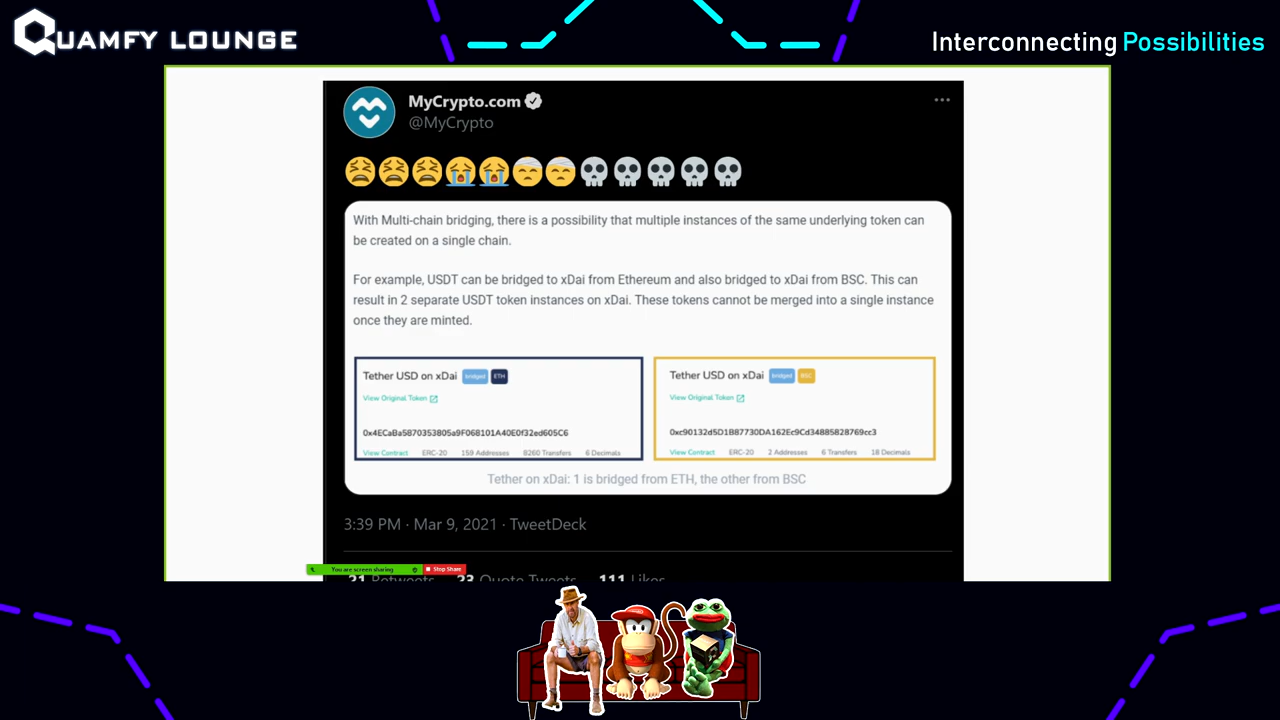 QUAMFY LOUNGE
Interconnecting Possibilities
MyCrypto.com
@MyCrypto
With Multi-chain bridging, there is a possibility that multiple instances of the same underlying token can
be created on a single chain.
For example, USDT can be bridged to xDai from Ethereum and also bridged to xDai from BSC. This can
result in 2 separate USDT token instances on xDai. These tokens cannot be merged into a single instance
once they are minted.
Tether USD on xDai bridged ETH
View Original Token
0x4ECaBa5870353805a9F068101A40E0f32ed605C6
View Contract ERC-20 159 Addresses 8260 Transfers 6 Decimals
Tether USD on xDai bridged BSC
View Original Token
0xc90132d5D1B87730DA162Ec9Cd34885828769cc3
View Contract ERC-20 2 Addresses 6 Transfers 18 Decimals
Tether on xDai: 1 is bridged from ETH, the other from BSC
3:39 PM · Mar 9, 2021 · TweetDeck
You are screen sharing Stop Share
21 Retweets 23 Quote Tweets 111 Likes